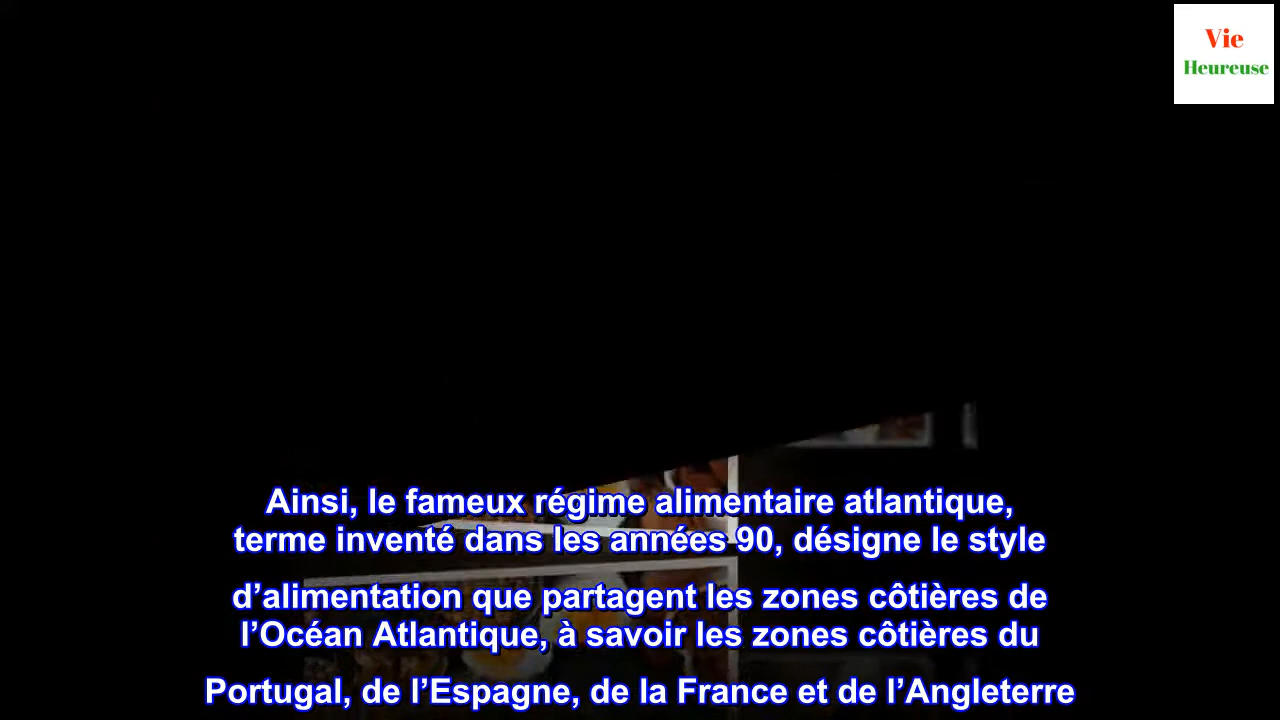 Vie
Heureuse
Ainsi, le fameux régime alimentaire atlantique,
terme inventé dans les années 90, désigne le style
d’alimentation que partagent les zones côtières de
l’Océan Atlantique, à savoir les zones côtières du
Portugal, de l’Espagne, de la France et de l’Angleterre